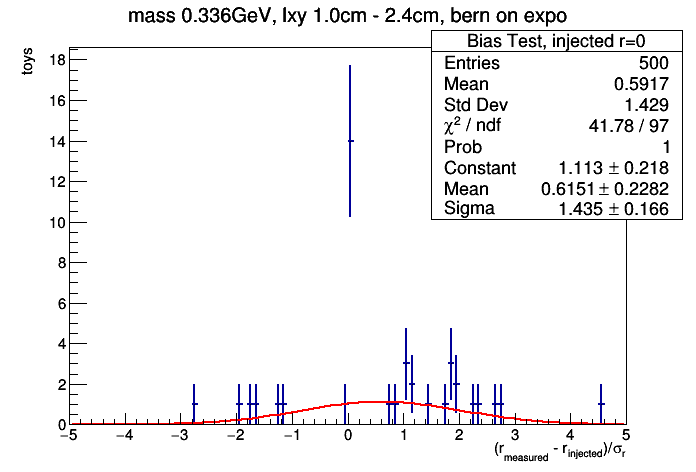 mass 0.336GeV, lxy 1.0cm - 2.4cm, bern on expo
Bias Test, injected r=0
Entries 500
Mean 0.5917
Std Dev 1.429
χ² / ndf 41.78 / 97
Prob 1
Constant 1.113 ± 0.218
Mean 0.6151 ± 0.2282
Sigma 1.435 ± 0.166
toys
18
16
14
12
10
8
6
4
2
0
−5 −4 −3 −2 −1 0 1 2 3 4 5
(r_measured - r_injected)/σ_r